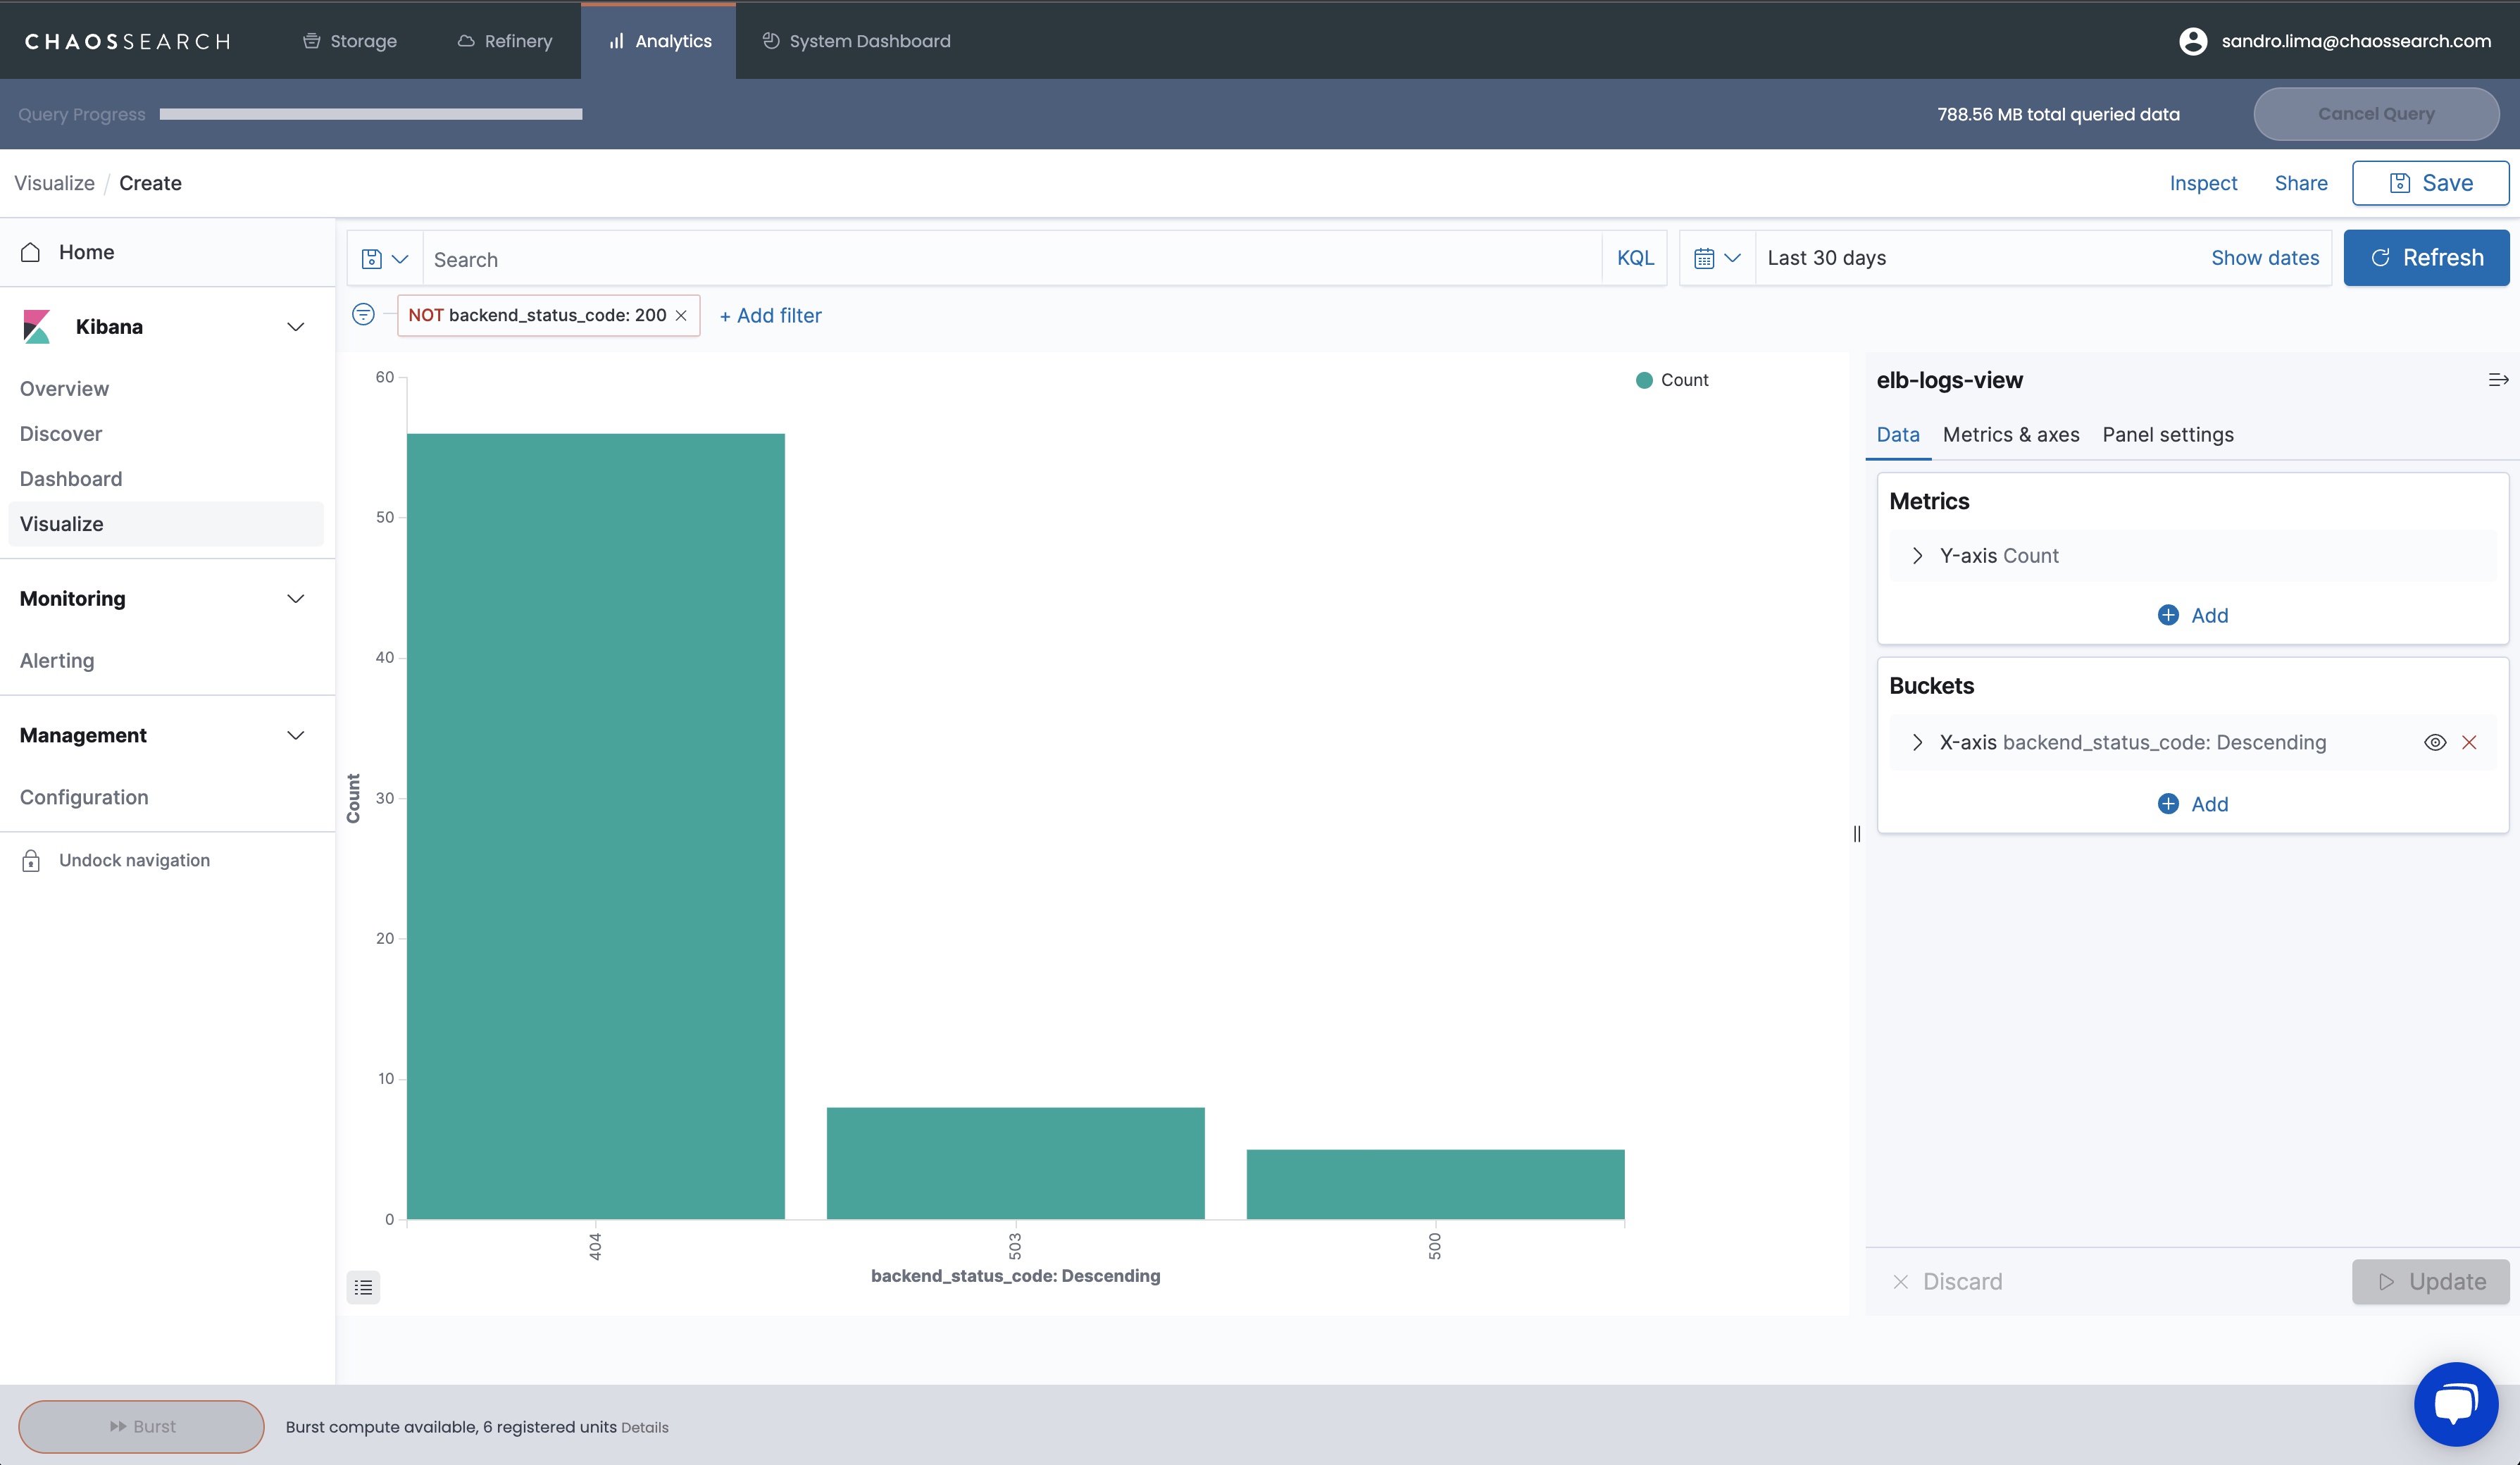 CHAOSSEARCH
Storage
Refinery
Analytics
System Dashboard
sandro.lima@chaossearch.com
Query Progress
788.56 MB total queried data
Cancel Query
Visualize / Create
Inspect
Share
Save
Home
Search
KQL
Last 30 days
Show dates
Refresh
NOT backend_status_code: 200
+ Add filter
Kibana
Overview
Discover
Dashboard
Visualize
Monitoring
Alerting
Management
Configuration
Undock navigation
60
50
40
30
20
10
0
Count
404
503
500
backend_status_code: Descending
Count
elb-logs-view
Data
Metrics & axes
Panel settings
Metrics
Y-axis Count
Add
Buckets
X-axis backend_status_code: Descending
Add
Discard
Update
Burst
Burst compute available, 6 registered units Details